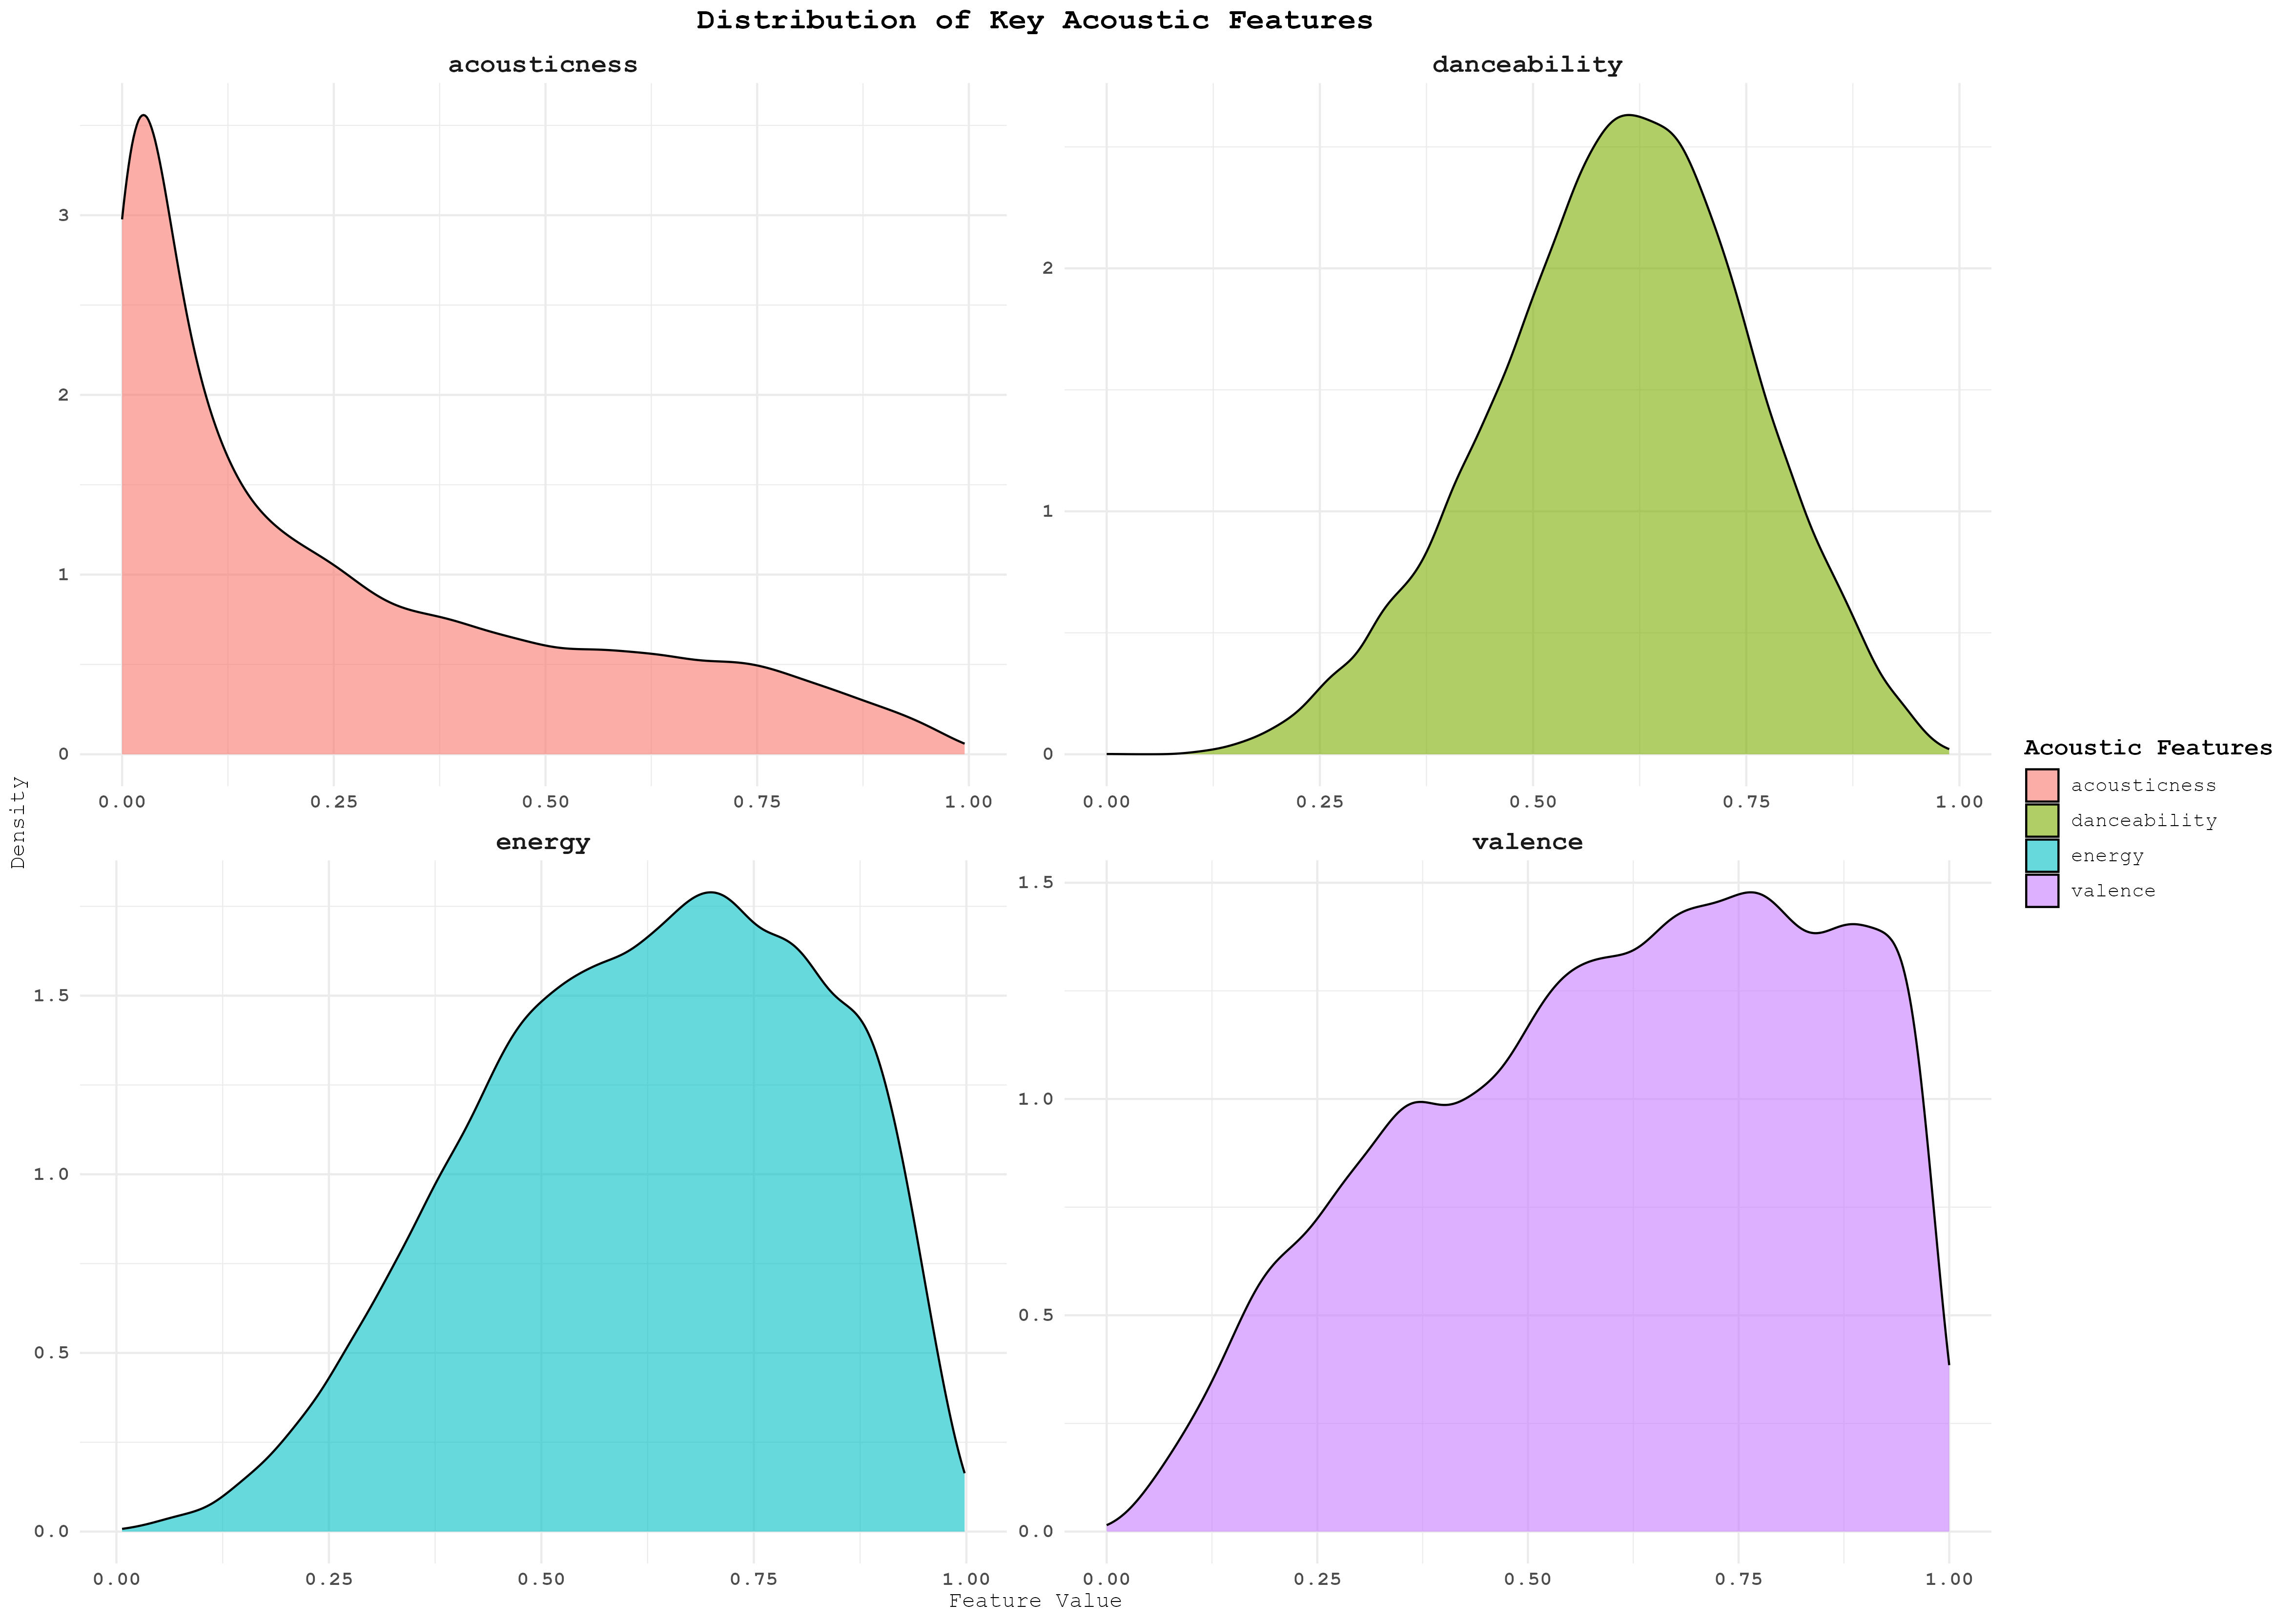 Distribution of Key Acoustic Features
acousticness
danceability
3
2
1
0
0.00 0.25 0.50 0.75 1.00
2
1
0
0.00 0.25 0.50 0.75 1.00
Density
energy
valence
1.5
1.0
0.5
0.0
0.00 0.25 0.50 0.75 1.00
1.5
1.0
0.5
0.0
0.00 0.25 0.50 0.75 1.00
Feature Value
Acoustic Features
acousticness
danceability
energy
valence